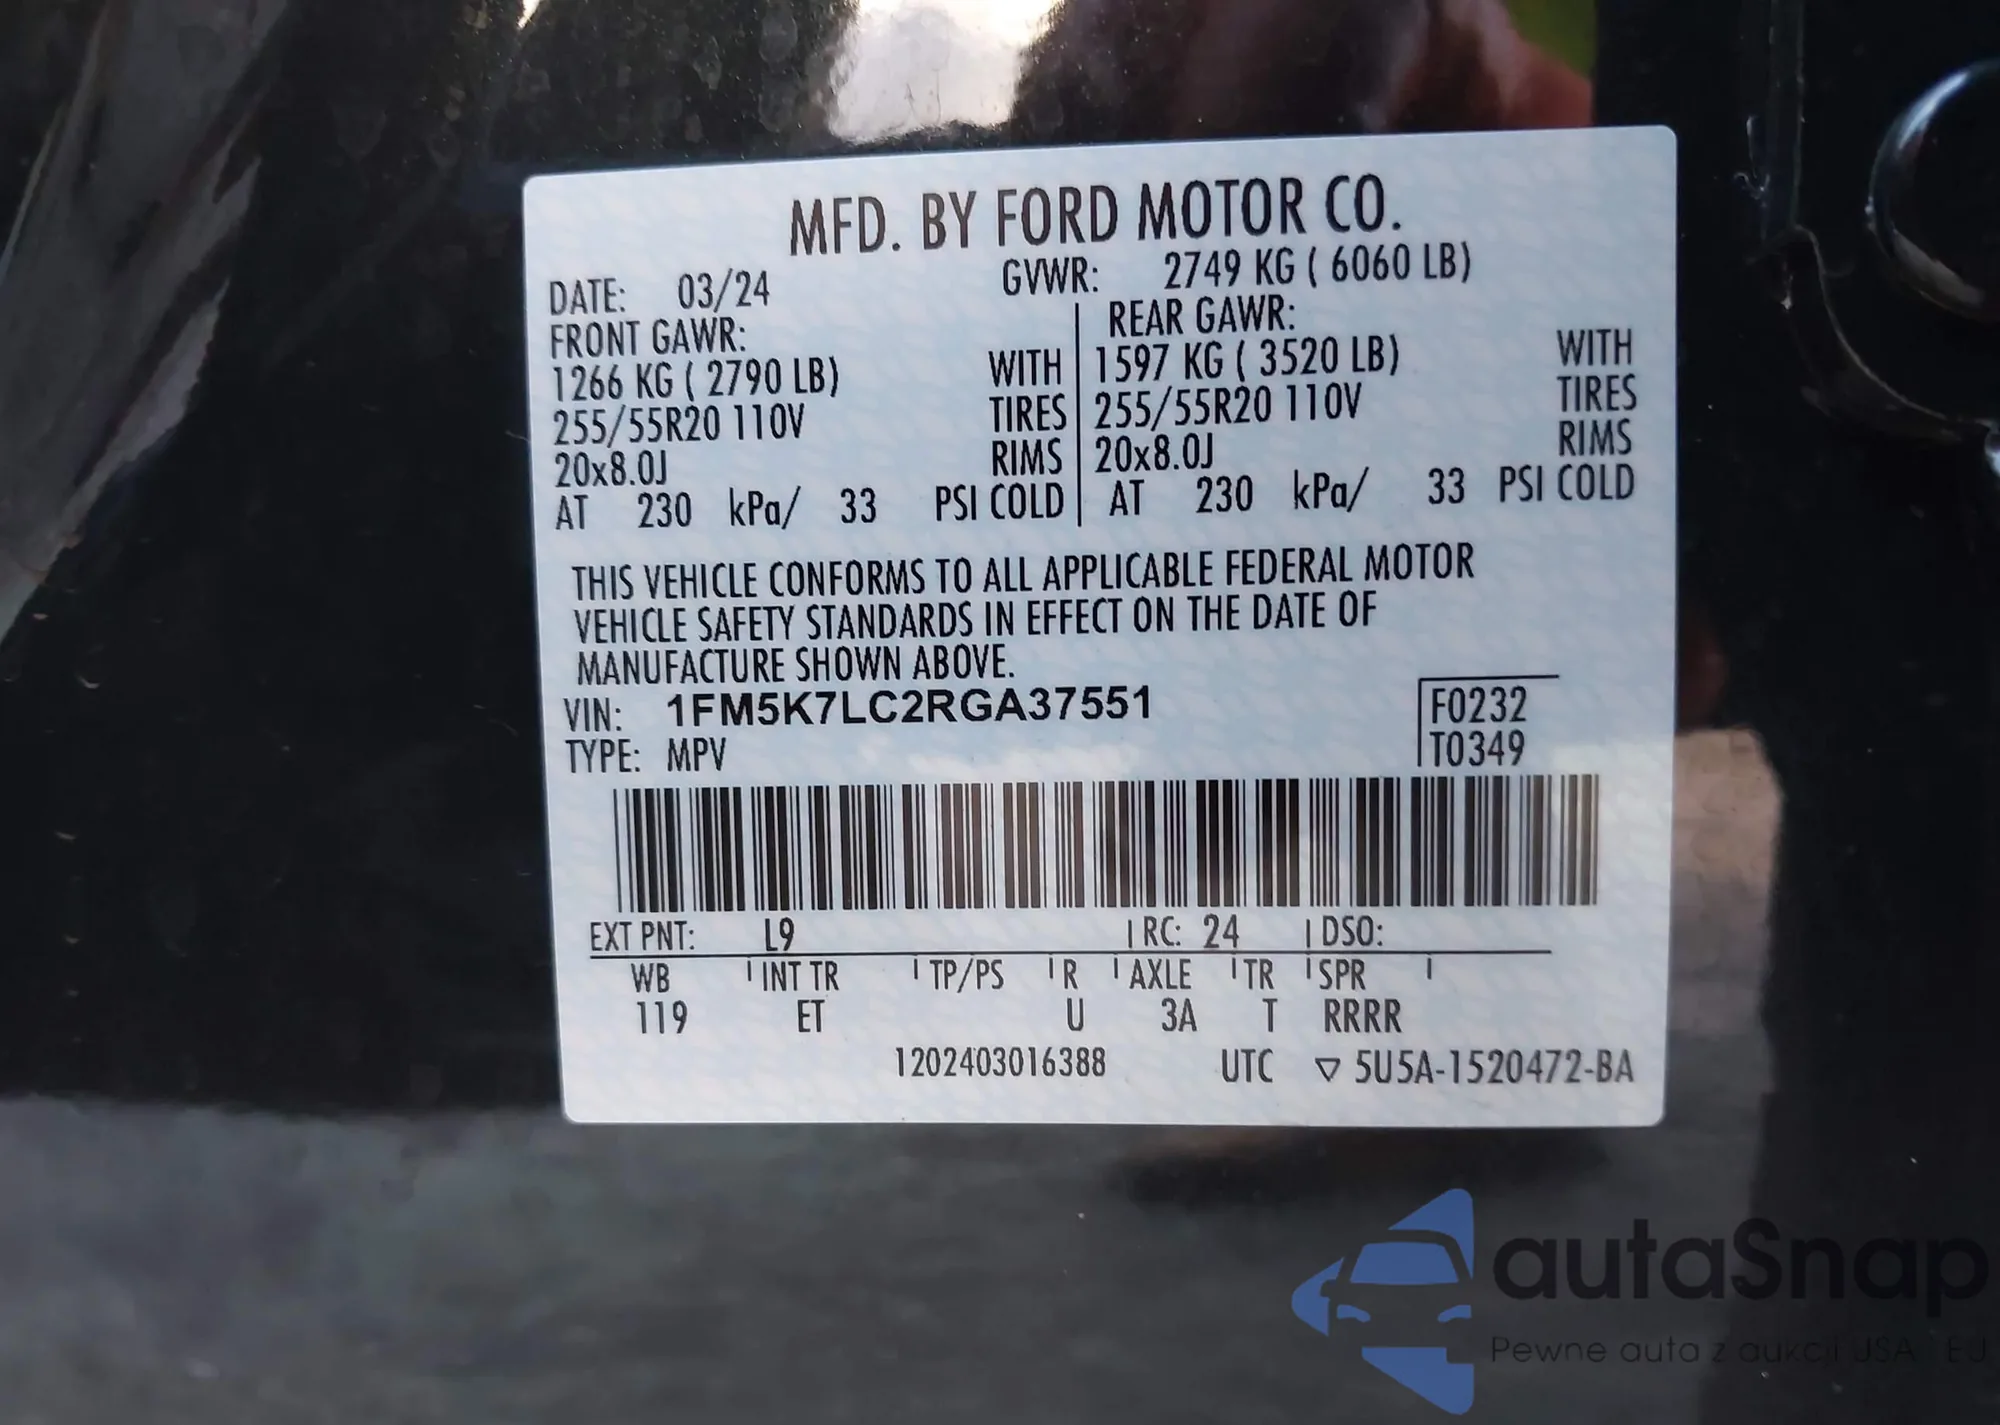 MFD. BY FORD MOTOR CO.
DATE: 03/24 GVWR: 2749 KG ( 6060 LB)
FRONT GAWR: REAR GAWR:
1266 KG ( 2790 LB) WITH 1597 KG ( 3520 LB) WITH
255/55R20 110V TIRES 255/55R20 110V TIRES
20x8.0J RIMS 20x8.0J RIMS
AT 230 kPa/ 33 PSI COLD AT 230 kPa/ 33 PSI COLD
THIS VEHICLE CONFORMS TO ALL APPLICABLE FEDERAL MOTOR
VEHICLE SAFETY STANDARDS IN EFFECT ON THE DATE OF
MANUFACTURE SHOWN ABOVE.
VIN: 1FM5K7LC2RGA37551 F0232
TYPE: MPV T0349
EXT PNT: L9 RC: 24 DSO:
WB INT TR TP/PS R AXLE TR SPR
119 ET U 3A T RRRR
1202403016388 UTC ▽ 5U5A-1520472-BA
autaSnap
Pewne auta z aukcji USA i EU